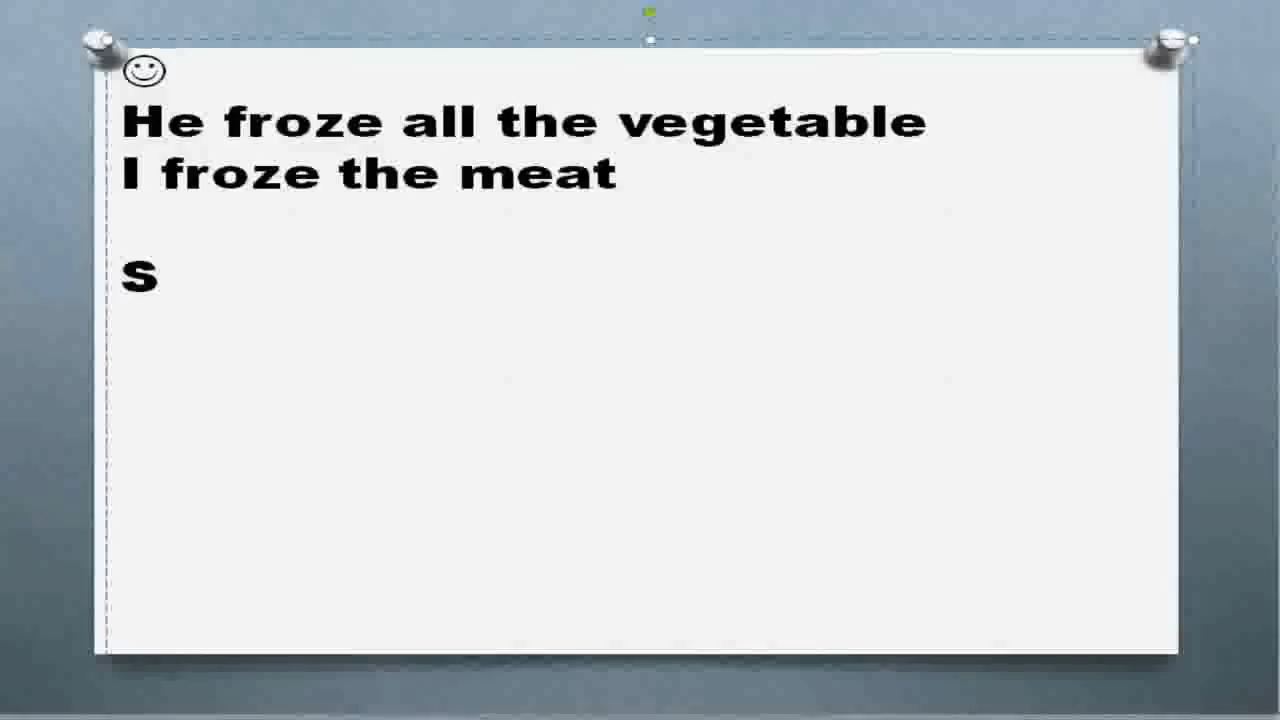 ☺
He froze all the vegetable
I froze the meat
S